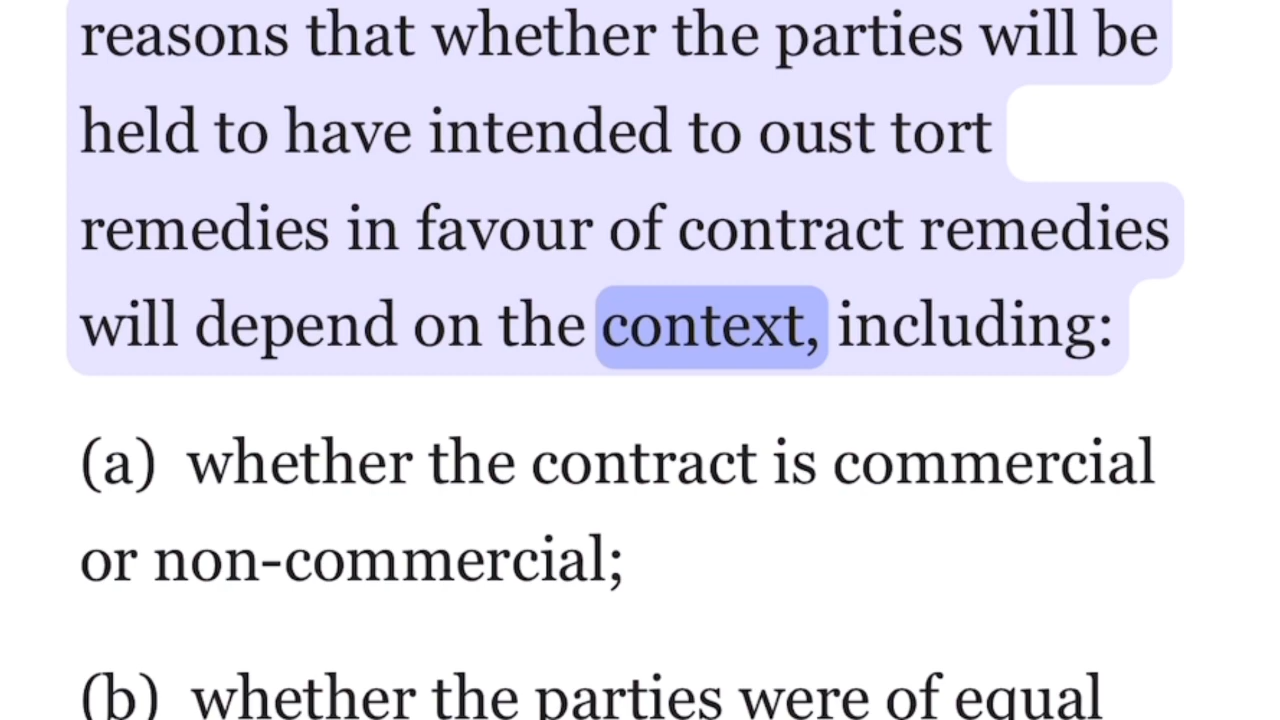 reasons that whether the parties will be
held to have intended to oust tort
remedies in favour of contract remedies
will depend on the context, including:
(a) whether the contract is commercial
or non-commercial;
(b) whether the parties were of equal